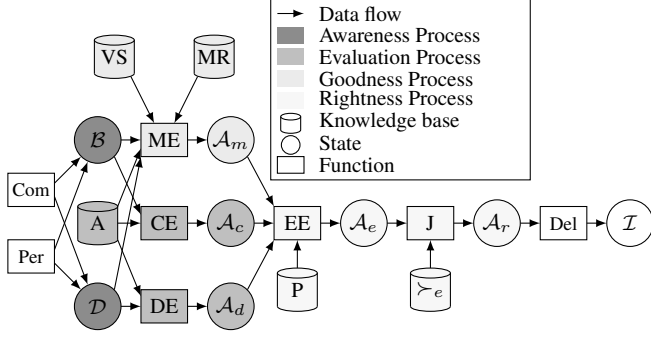 Data flow
Awareness Process
Evaluation Process
Goodness Process
Rightness Process
Knowledge base
State
Function
VS MR
ℬ ME 𝒜m
Com
A CE 𝒜c EE 𝒜e J 𝒜r Del ℐ
Per
P ≻e
𝒟 DE 𝒜d